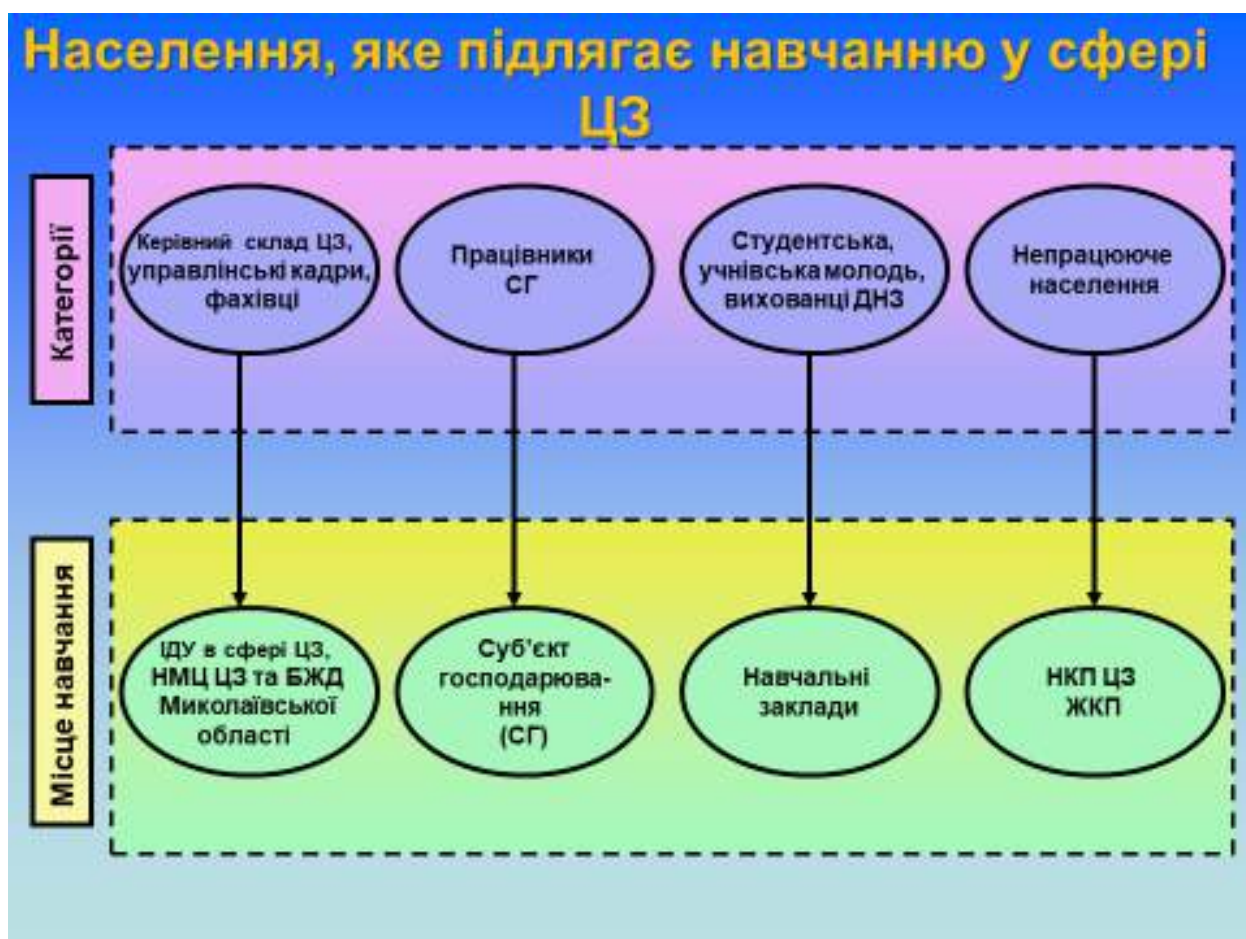 Населення, яке підлягає навчанню у сфері
ЦЗ
Категорії
Керівний склад ЦЗ,
управлінські кадри,
фахівці
Працівники
СГ
Студентська,
учнівська молодь,
вихованці ДНЗ
Непрацююче
населення
Місце навчання
ІДУ в сфері ЦЗ,
НМЦ ЦЗ та БЖД
Миколаївської
області
Суб’єкт
господарюва-
ння
(СГ)
Навчальні
заклади
НКП ЦЗ
ЖКП